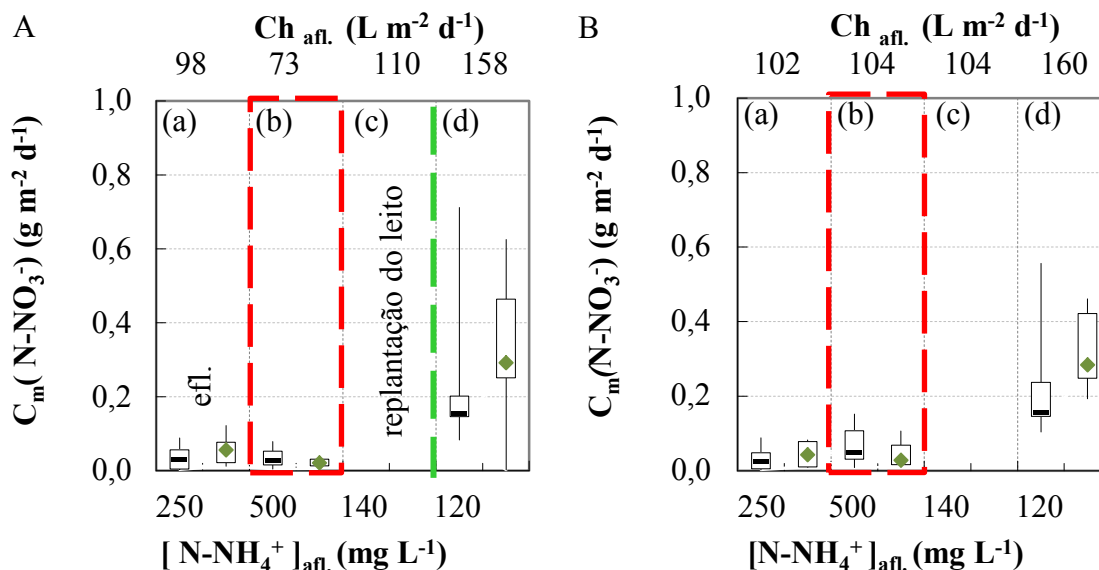 A
Ch afl. (L m-2 d-1)
98 73 110 158
Cm( N-NO3-) (g m-2 d-1)
1,0
0,8
0,6
0,4
0,2
0,0
(a) (b) (c) (d)
efl.
replantação do leito
250 500 140 120
[ N-NH4+ ]afl. (mg L-1)
B
Ch afl. (L m-2 d-1)
102 104 104 160
Cm(N-NO3-) (g m-2 d-1)
1,0
0,8
0,6
0,4
0,2
0,0
(a) (b) (c) (d)
250 500 140 120
[N-NH4+ ]afl. (mg L-1)